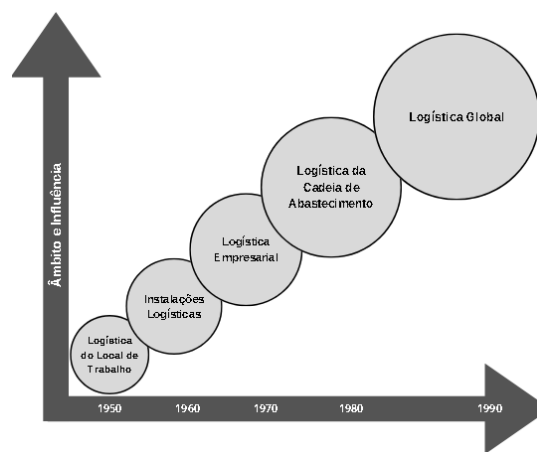 Âmbito e Influência
Logística Global
Logística da
Cadeia de
Abastecimento
Logística
Empresarial
Instalações
Logísticas
Logística
do Local de
Trabalho
1950
1960
1970
1980
1990